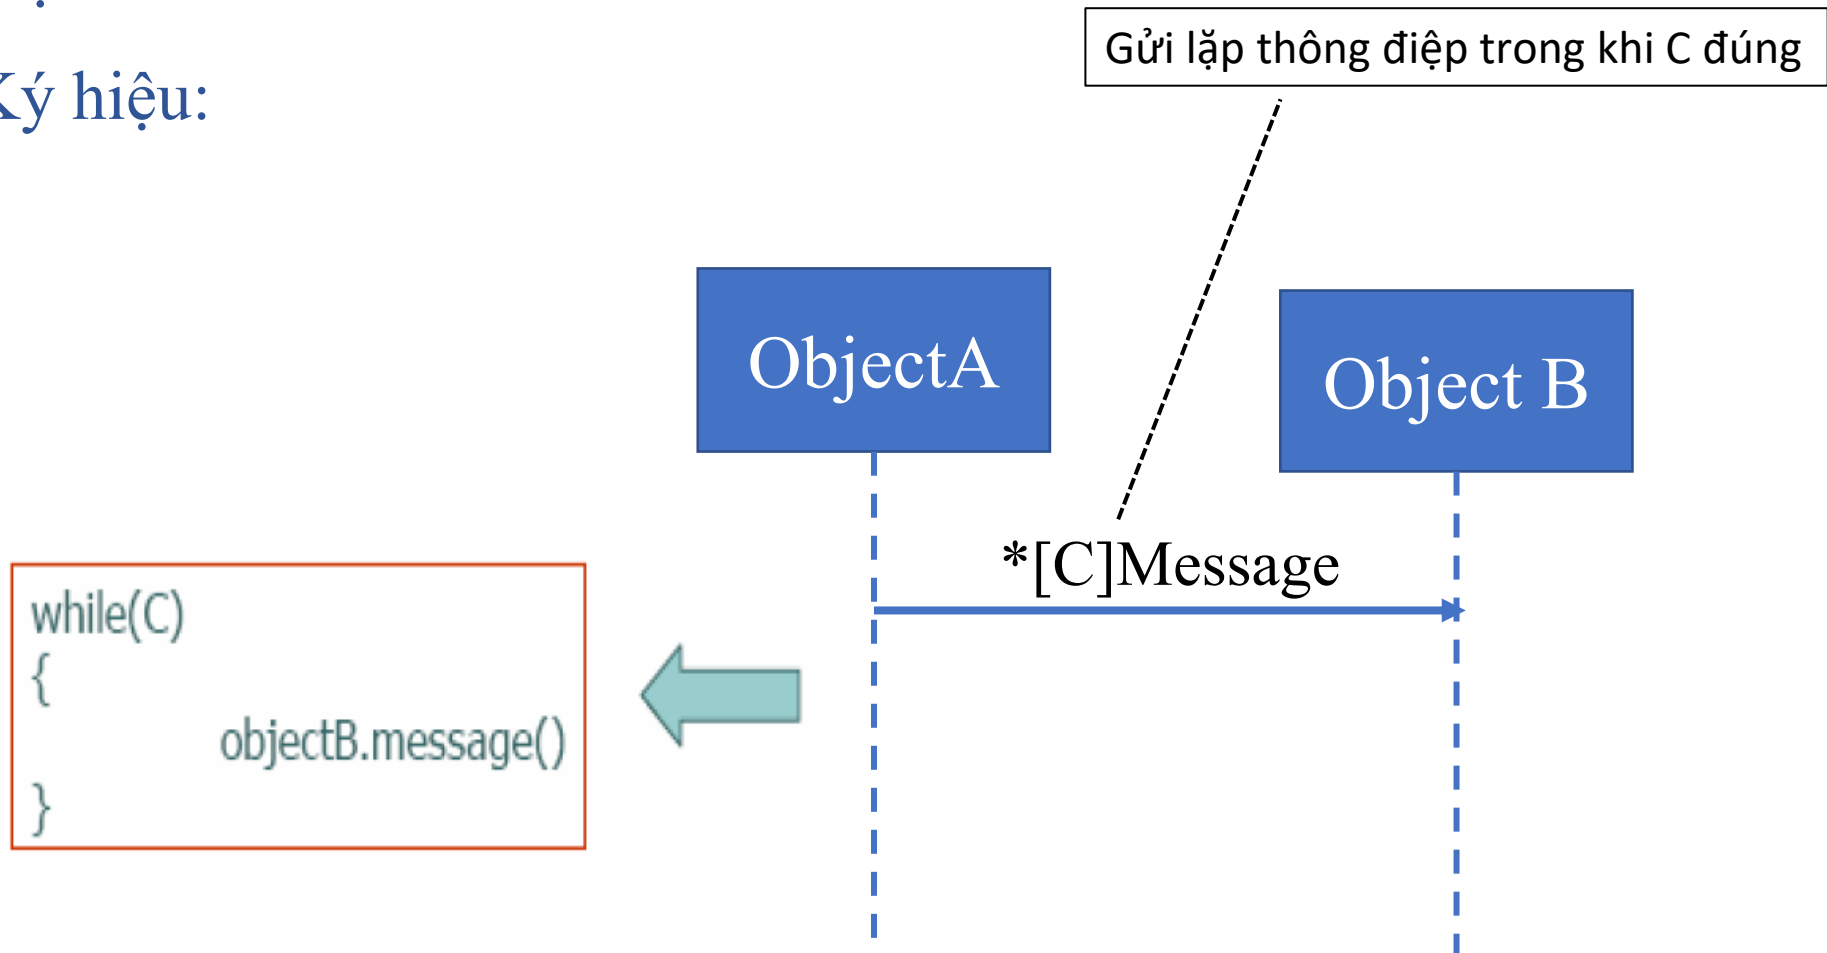 Gửi lặp thông điệp trong khi C đúng
Ký hiệu:
ObjectA
Object B
*[C]Message
while(C)
{
objectB.message()
}